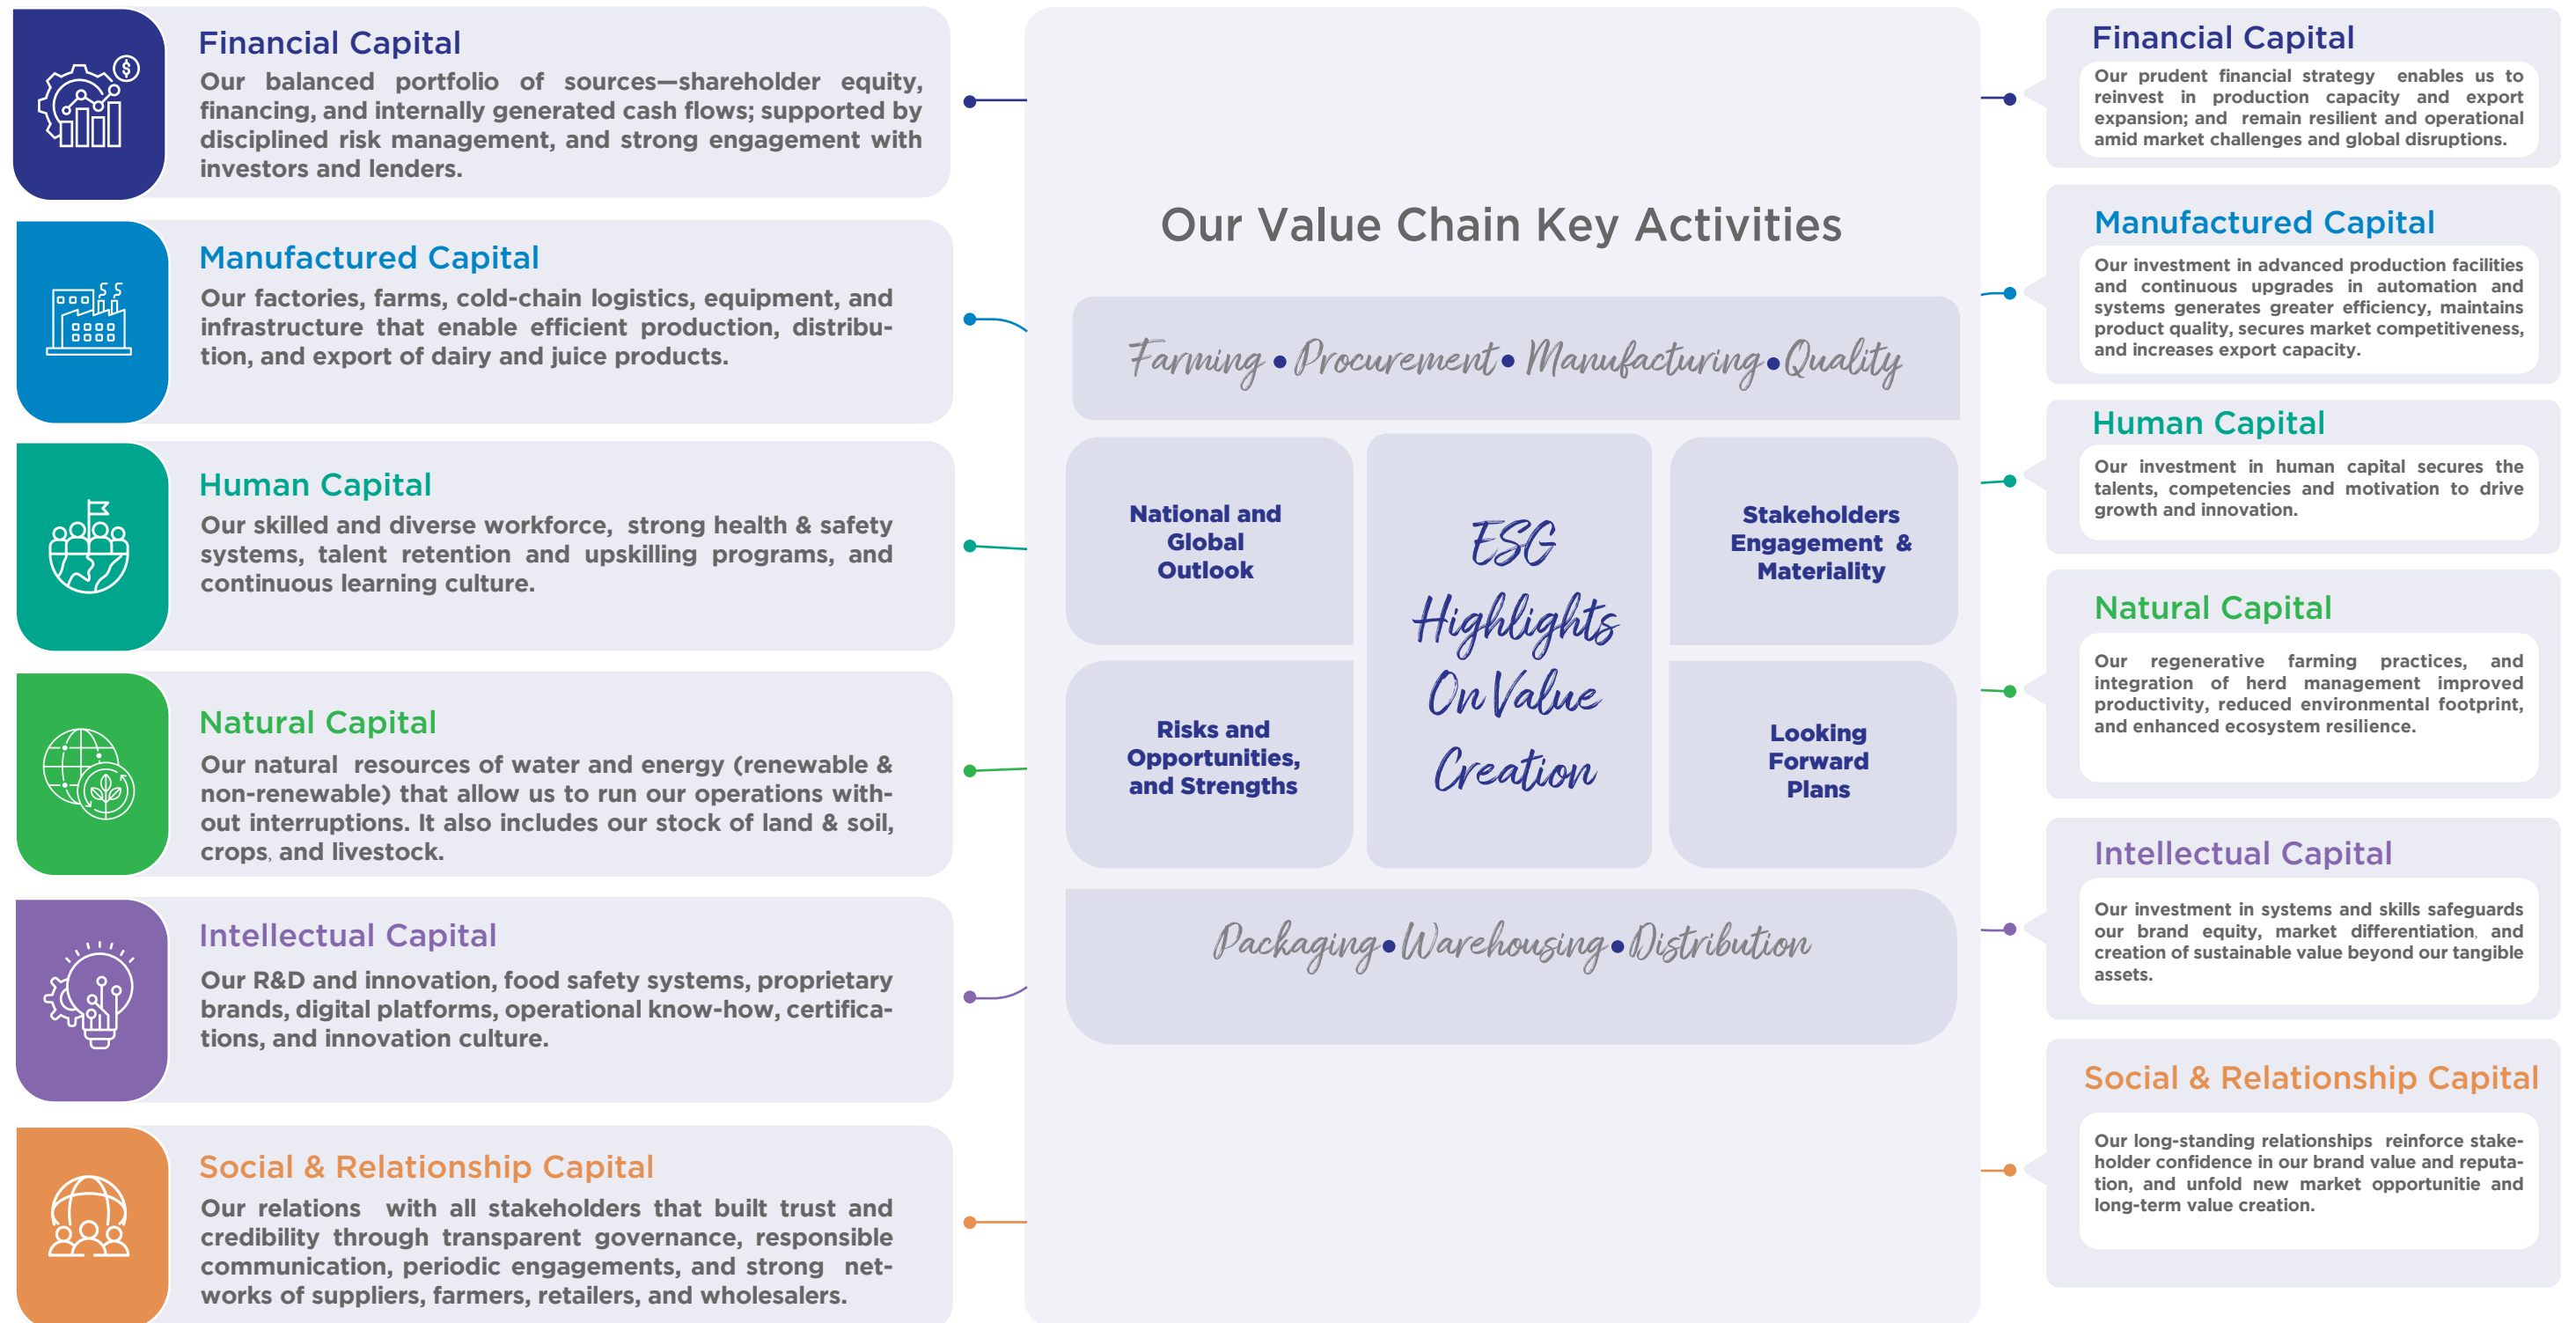 Financial Capital
Our balanced portfolio of sources—shareholder equity,
financing, and internally generated cash flows; supported by
disciplined risk management, and strong engagement with
investors and lenders.
Manufactured Capital
Our factories, farms, cold-chain logistics, equipment, and
infrastructure that enable efficient production, distribu-
tion, and export of dairy and juice products.
Human Capital
Our skilled and diverse workforce, strong health & safety
systems, talent retention and upskilling programs, and
continuous learning culture.
Natural Capital
Our natural resources of water and energy (renewable &
non-renewable) that allow us to run our operations with-
out interruptions. It also includes our stock of land & soil,
crops, and livestock.
Intellectual Capital
Our R&D and innovation, food safety systems, proprietary
brands, digital platforms, operational know-how, certifica-
tions, and innovation culture.
Social & Relationship Capital
Our relations with all stakeholders that built trust and
credibility through transparent governance, responsible
communication, periodic engagements, and strong net-
works of suppliers, farmers, retailers, and wholesalers.
Our Value Chain Key Activities
Farming • Procurement • Manufacturing • Quality
National and
Global
Outlook
Risks and
Opportunities,
and Strengths
ESG
Highlights
On Value
Creation
Stakeholders
Engagement &
Materiality
Looking
Forward
Plans
Packaging • Warehousing • Distribution
Financial Capital
Our prudent financial strategy enables us to
reinvest in production capacity and export
expansion; and remain resilient and operational
amid market challenges and global disruptions.
Manufactured Capital
Our investment in advanced production facilities
and continuous upgrades in automation and
systems generates greater efficiency, maintains
product quality, secures market competitiveness,
and increases export capacity.
Human Capital
Our investment in human capital secures the
talents, competencies and motivation to drive
growth and innovation.
Natural Capital
Our regenerative farming practices, and
integration of herd management improved
productivity, reduced environmental footprint,
and enhanced ecosystem resilience.
Intellectual Capital
Our investment in systems and skills safeguards
our brand equity, market differentiation, and
creation of sustainable value beyond our tangible
assets.
Social & Relationship Capital
Our long-standing relationships reinforce stake-
holder confidence in our brand value and reputa-
tion, and unfold new market opportunitie and
long-term value creation.